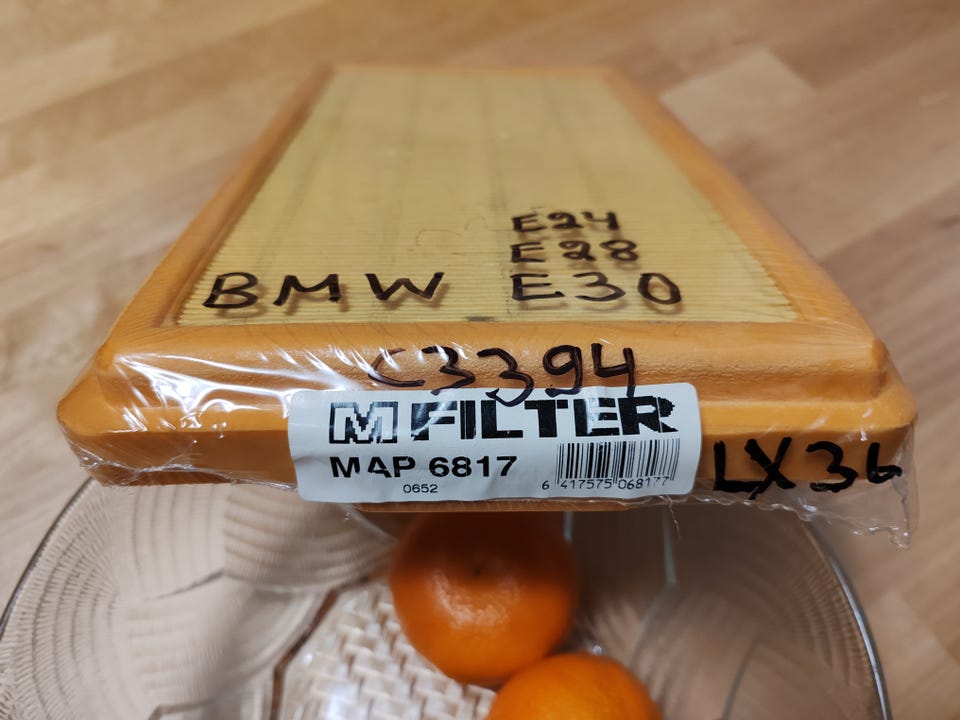 E24
E28
BMW E30
C3394
M FILTER
MAP 6817
0652
6 417575 068177
LX36